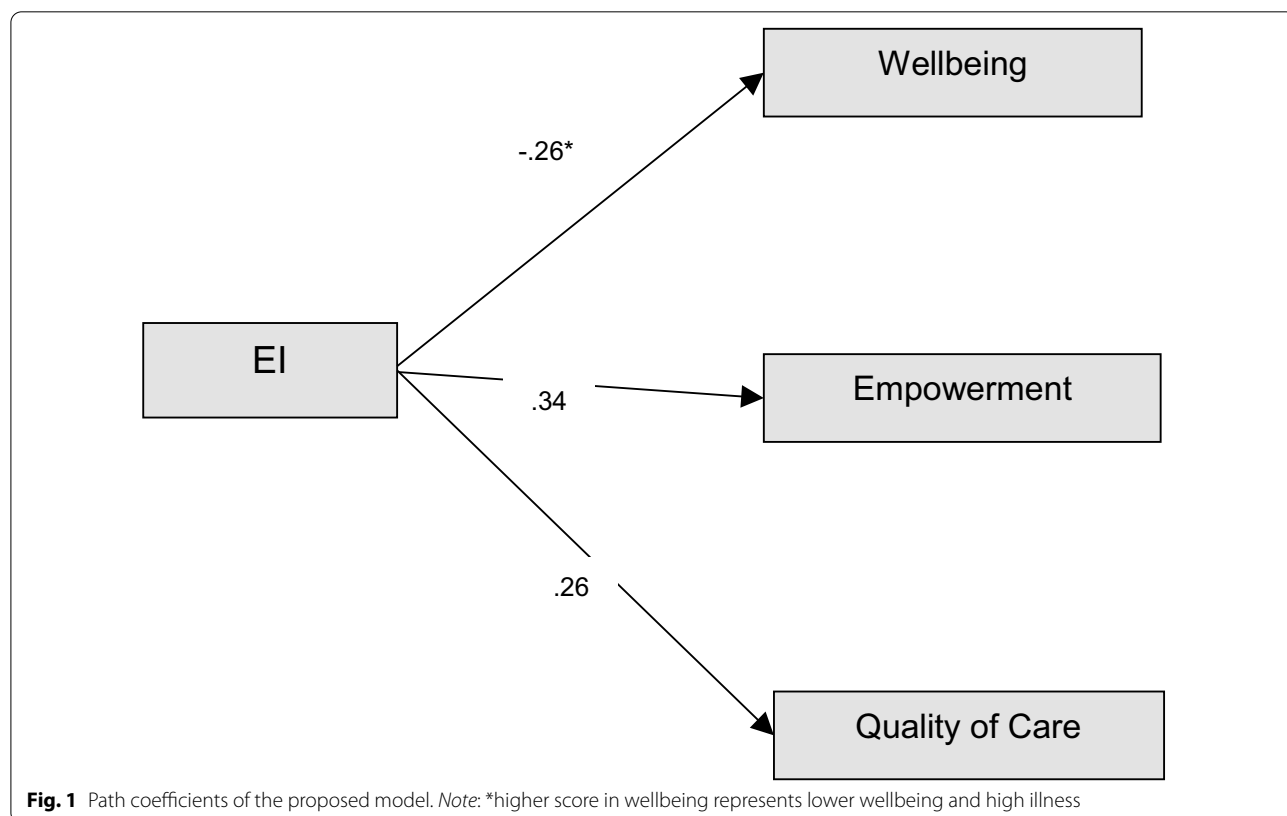 Wellbeing
-.26*
EI
Empowerment
.34
.26
Quality of Care
Fig. 1 Path coefficients of the proposed model. Note: *higher score in wellbeing represents lower wellbeing and high illness